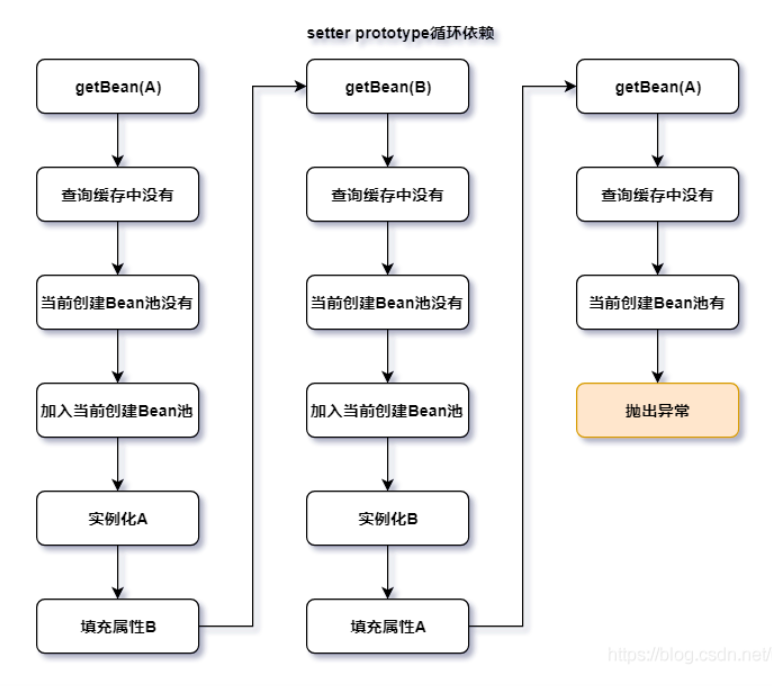 setter prototype循环依赖
getBean(A)
查询缓存中没有
当前创建Bean池没有
加入当前创建Bean池
实例化A
填充属性B
getBean(B)
查询缓存中没有
当前创建Bean池没有
加入当前创建Bean池
实例化B
填充属性A
getBean(A)
查询缓存中没有
当前创建Bean池有
抛出异常
https://blog.csdn.net/